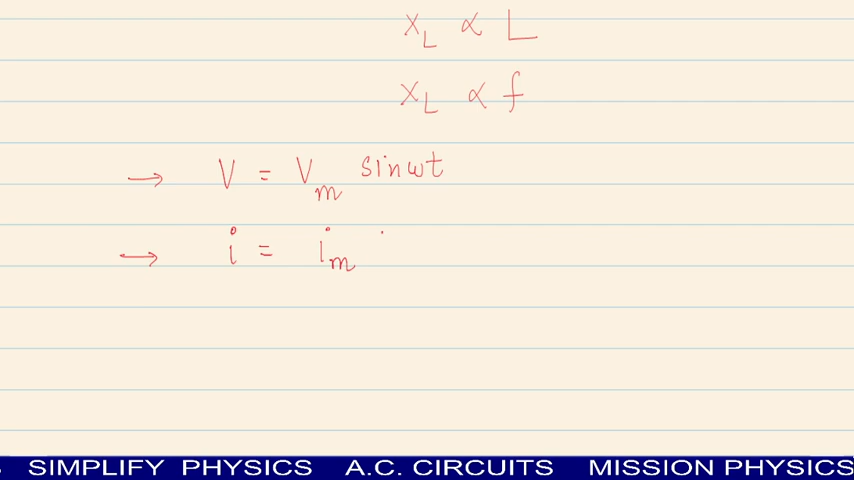 X_L ∝ L
X_L ∝ f
→ V = V_m sinωt
→ i = i_m
SIMPLIFY PHYSICS A.C. CIRCUITS MISSION PHYSICS